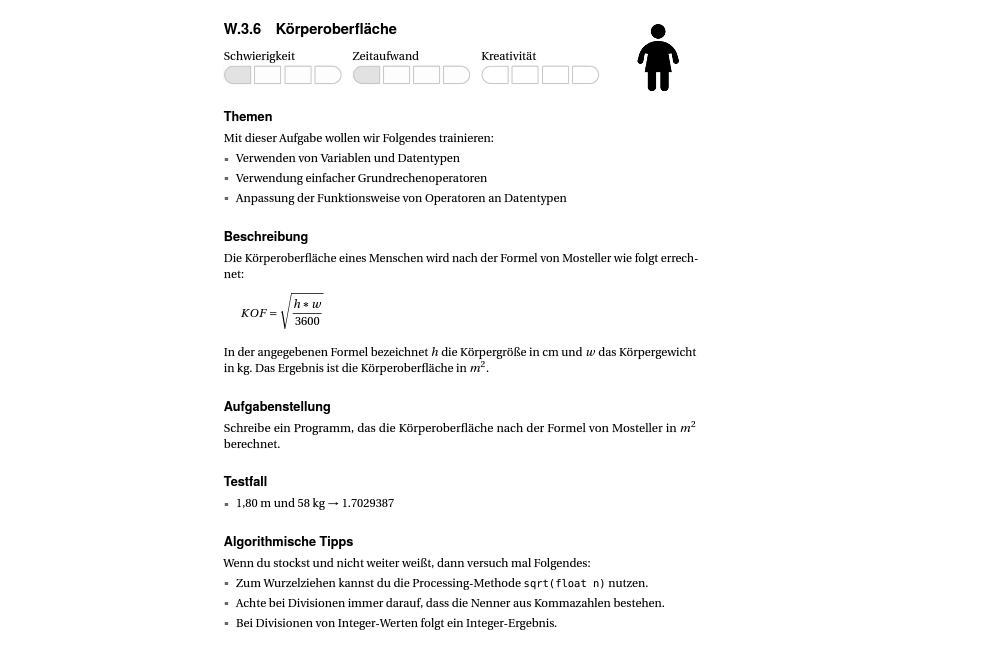 W.3.6 Körperoberfläche
Schwierigkeit Zeitaufwand Kreativität
Themen
Mit dieser Aufgabe wollen wir Folgendes trainieren:
▪ Verwenden von Variablen und Datentypen
▪ Verwendung einfacher Grundrechenoperatoren
▪ Anpassung der Funktionsweise von Operatoren an Datentypen
Beschreibung
Die Körperoberfläche eines Menschen wird nach der Formel von Mosteller wie folgt errech-
net:
KOF = √(h ∗ w / 3600)
In der angegebenen Formel bezeichnet h die Körpergröße in cm und w das Körpergewicht
in kg. Das Ergebnis ist die Körperoberfläche in m².
Aufgabenstellung
Schreibe ein Programm, das die Körperoberfläche nach der Formel von Mosteller in m²
berechnet.
Testfall
▪ 1,80 m und 58 kg → 1.7029387
Algorithmische Tipps
Wenn du stockst und nicht weiter weißt, dann versuch mal Folgendes:
▪ Zum Wurzelziehen kannst du die Processing-Methode sqrt(float n) nutzen.
▪ Achte bei Divisionen immer darauf, dass die Nenner aus Kommazahlen bestehen.
▪ Bei Divisionen von Integer-Werten folgt ein Integer-Ergebnis.